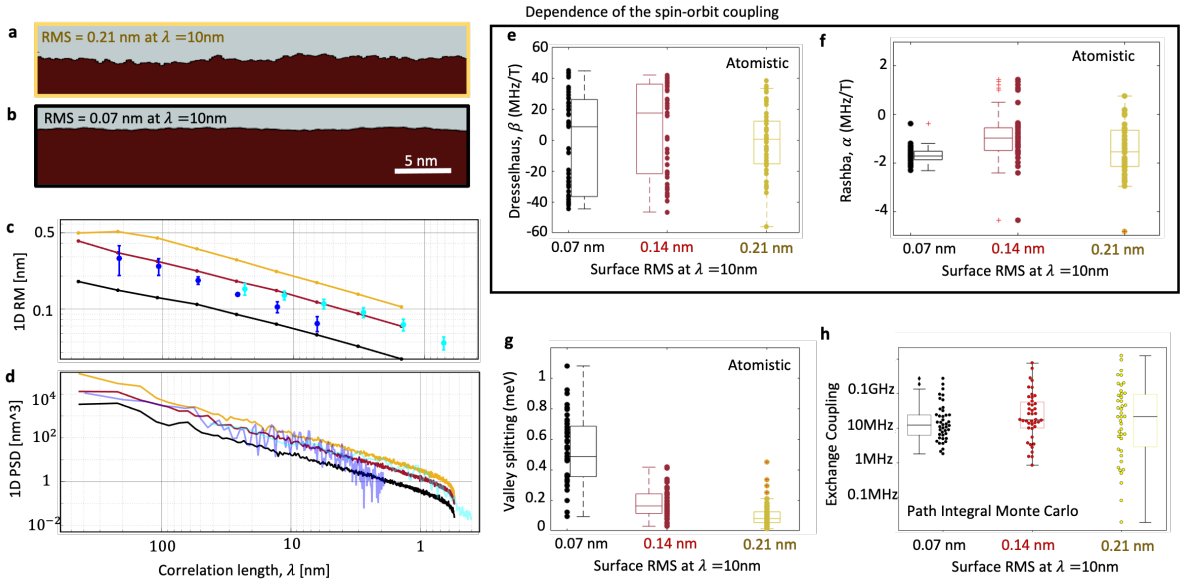 Dependence of the spin-orbit coupling
a
RMS = 0.21 nm at λ =10nm
b
RMS = 0.07 nm at λ =10nm
5 nm
c
0.5
0.1
1D RM [nm]
d
10^4
10^2
1
10^-2
1D PSD [nm^3]
100
10
1
Correlation length, λ [nm]
e
Atomistic
60
40
20
0
-20
-40
-60
Dresselhaus, β (MHz/T)
0.07 nm
0.14 nm
0.21 nm
Surface RMS at λ =10nm
f
Atomistic
2
0
-2
-4
Rashba, α (MHz/T)
0.07 nm
0.14 nm
0.21 nm
Surface RMS at λ =10nm
g
Atomistic
1.2
1
0.8
0.6
0.4
0.2
0
Valley splitting (meV)
0.07 nm
0.14 nm
0.21 nm
Surface RMS at λ =10nm
h
0.1GHz
10MHz
1MHz
0.1MHz
Exchange Coupling
Path Integral Monte Carlo
0.07 nm
0.14 nm
0.21 nm
Surface RMS at λ =10nm